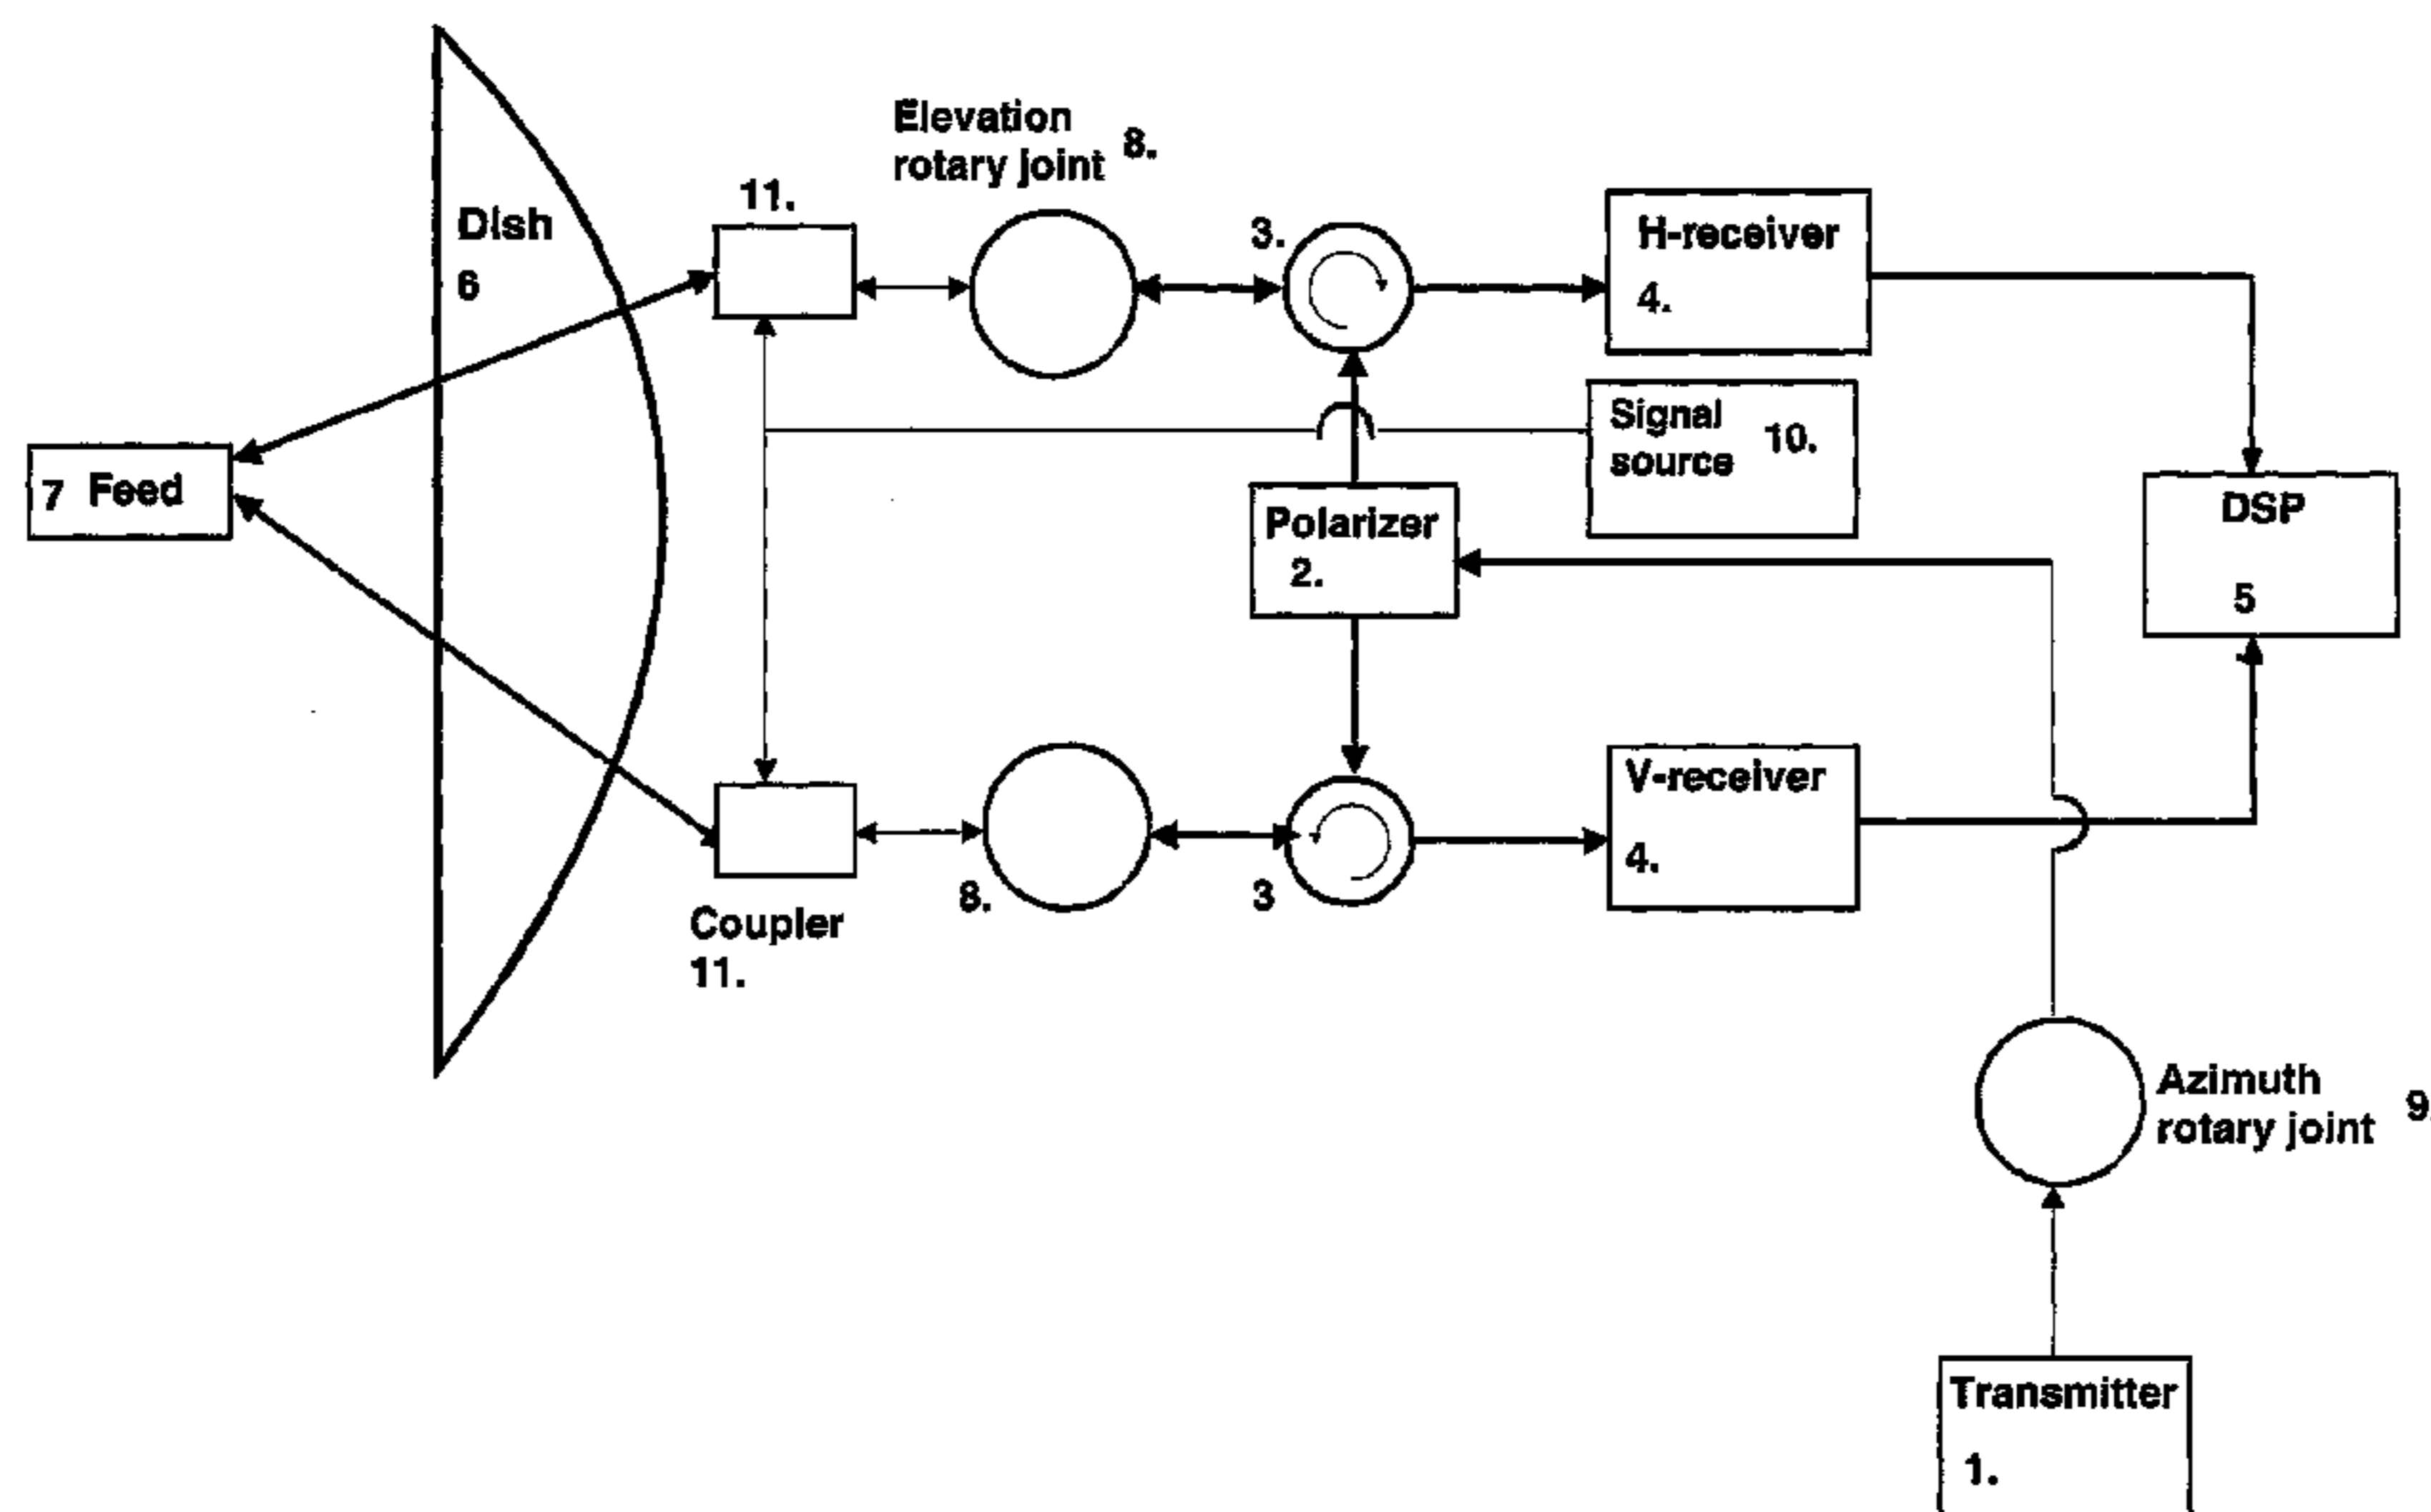 Elevation
rotary joint 8.
11.
Dish
6
3.
H-receiver
4.
Signal
source 10.
7 Feed
Polarizer
2.
DSP
5
V-receiver
4.
8.
3
Coupler
11.
Azimuth
rotary joint 9.
Transmitter
1.